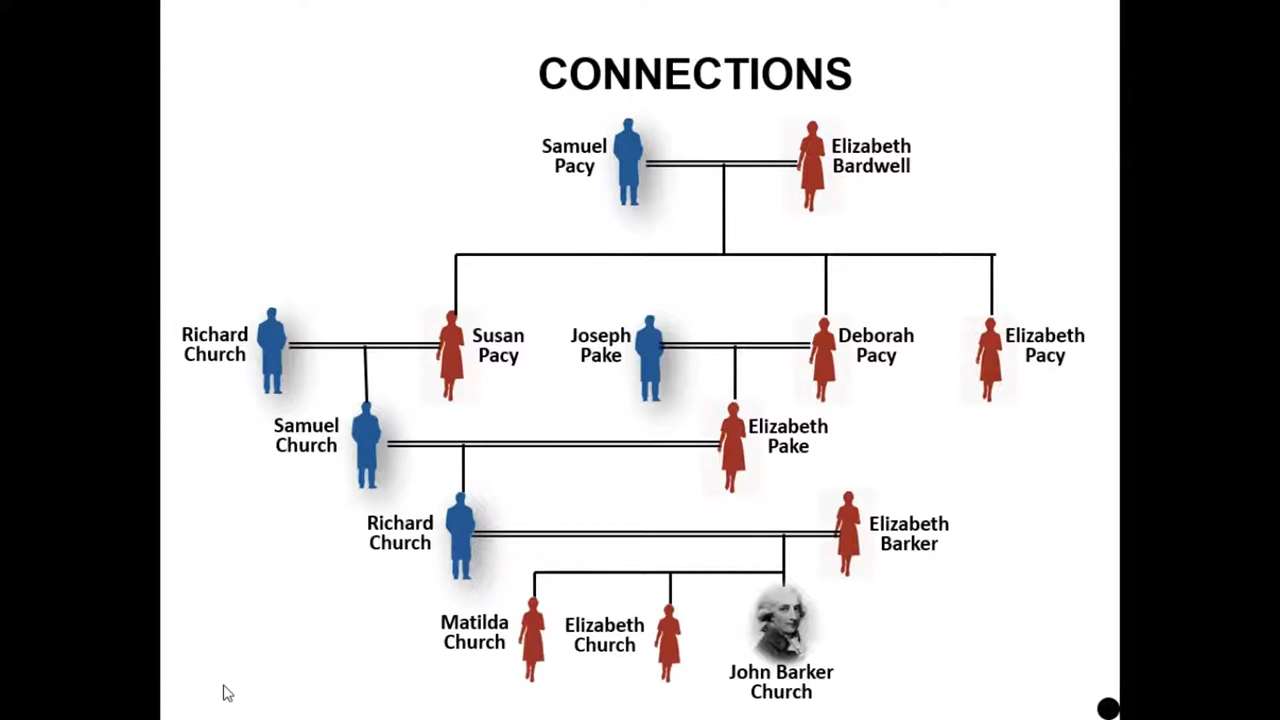 CONNECTIONS
Samuel
Pacy
Elizabeth
Bardwell
Richard
Church
Susan
Pacy
Joseph
Pake
Deborah
Pacy
Elizabeth
Pacy
Samuel
Church
Elizabeth
Pake
Richard
Church
Elizabeth
Barker
Matilda
Church
Elizabeth
Church
John Barker
Church